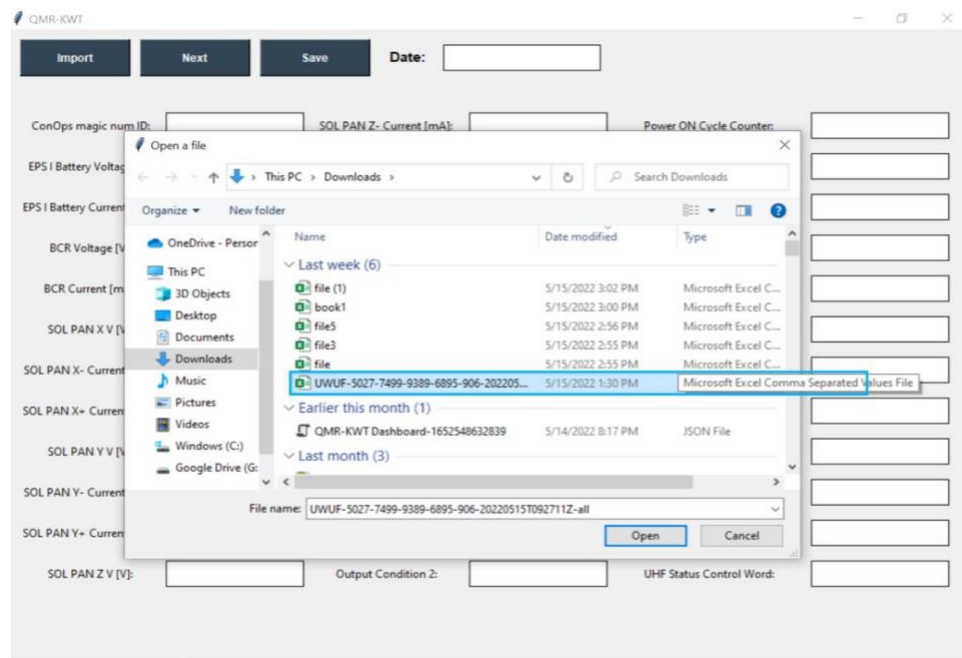 QMR-KWT
Import Next Save Date:
ConOps magic num ID: SOL PAN Z- Current [mA]: Power ON Cycle Counter:
Open a file
EPS I Battery Voltag
This PC > Downloads >
Search Downloads
EPS I Battery Current
Organize New folder
OneDrive - Person
Name Date modified Type
BCR Voltage [V
Last week (6)
This PC
BCR Current [m
3D Objects
file (1) 5/15/2022 3:02 PM Microsoft Excel C...
Desktop
book1 5/15/2022 3:00 PM Microsoft Excel C...
SOL PAN X V [V
Documents
file5 5/15/2022 2:56 PM Microsoft Excel C...
file3 5/15/2022 2:55 PM Microsoft Excel C...
Downloads
file 5/15/2022 2:55 PM Microsoft Excel C...
SOL PAN X- Current
Music
UWUF-5027-7499-9389-6895-906-202205... 5/15/2022 1:30 PM Microsoft Excel Comma Separated Values File
Pictures
Earlier this month (1)
SOL PAN X+ Curren
Videos
QMR-KWT Dashboard-1652548632839 5/14/2022 8:17 PM JSON File
SOL PAN Y V [V
Windows (C:)
Last month (3)
Google Drive (G:
SOL PAN Y- Current
File name: UWUF-5027-7499-9389-6895-906-20220515T092711Z-all
SOL PAN Y+ Curren
Open Cancel
SOL PAN Z V [V]: Output Condition 2: UHF Status Control Word: